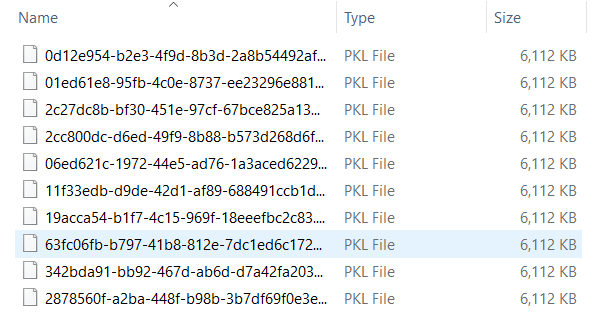 Name Type Size
0d12e954-b2e3-4f9d-8b3d-2a8b54492af... PKL File 6,112 KB
01ed61e8-95fb-4c0e-8737-ee23296e881... PKL File 6,112 KB
2c27dc8b-bf30-451e-97cf-67bce825a13... PKL File 6,112 KB
2cc800dc-d6ed-49f9-8b88-b573d268d6f... PKL File 6,112 KB
06ed621c-1972-44e5-ad76-1a3aced6229... PKL File 6,112 KB
11f33edb-d9de-42d1-af89-688491ccb1d... PKL File 6,112 KB
19acca54-b1f7-4c15-969f-18eeefbc2c83... PKL File 6,112 KB
63fc06fb-b797-41b8-812e-7dc1ed6c172... PKL File 6,112 KB
342bda91-bb92-467d-ab6d-d7a42fa203... PKL File 6,112 KB
2878560f-a2ba-448f-b98b-3b7df69f0e3e... PKL File 6,112 KB